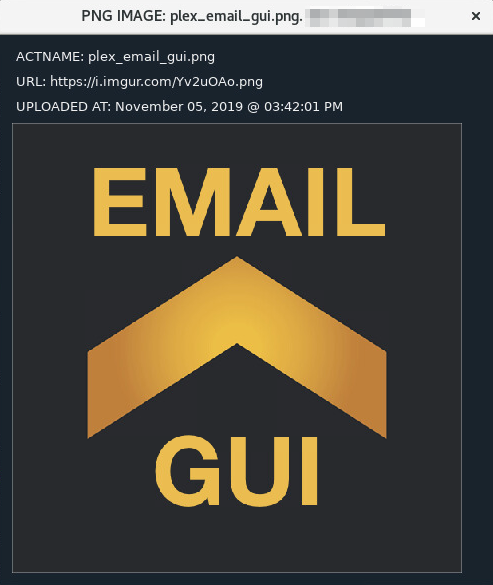 PNG IMAGE: plex_email_gui.png.
ACTNAME: plex_email_gui.png
URL: https://i.imgur.com/Yv2uOAo.png
UPLOADED AT: November 05, 2019 @ 03:42:01 PM
EMAIL
GUI